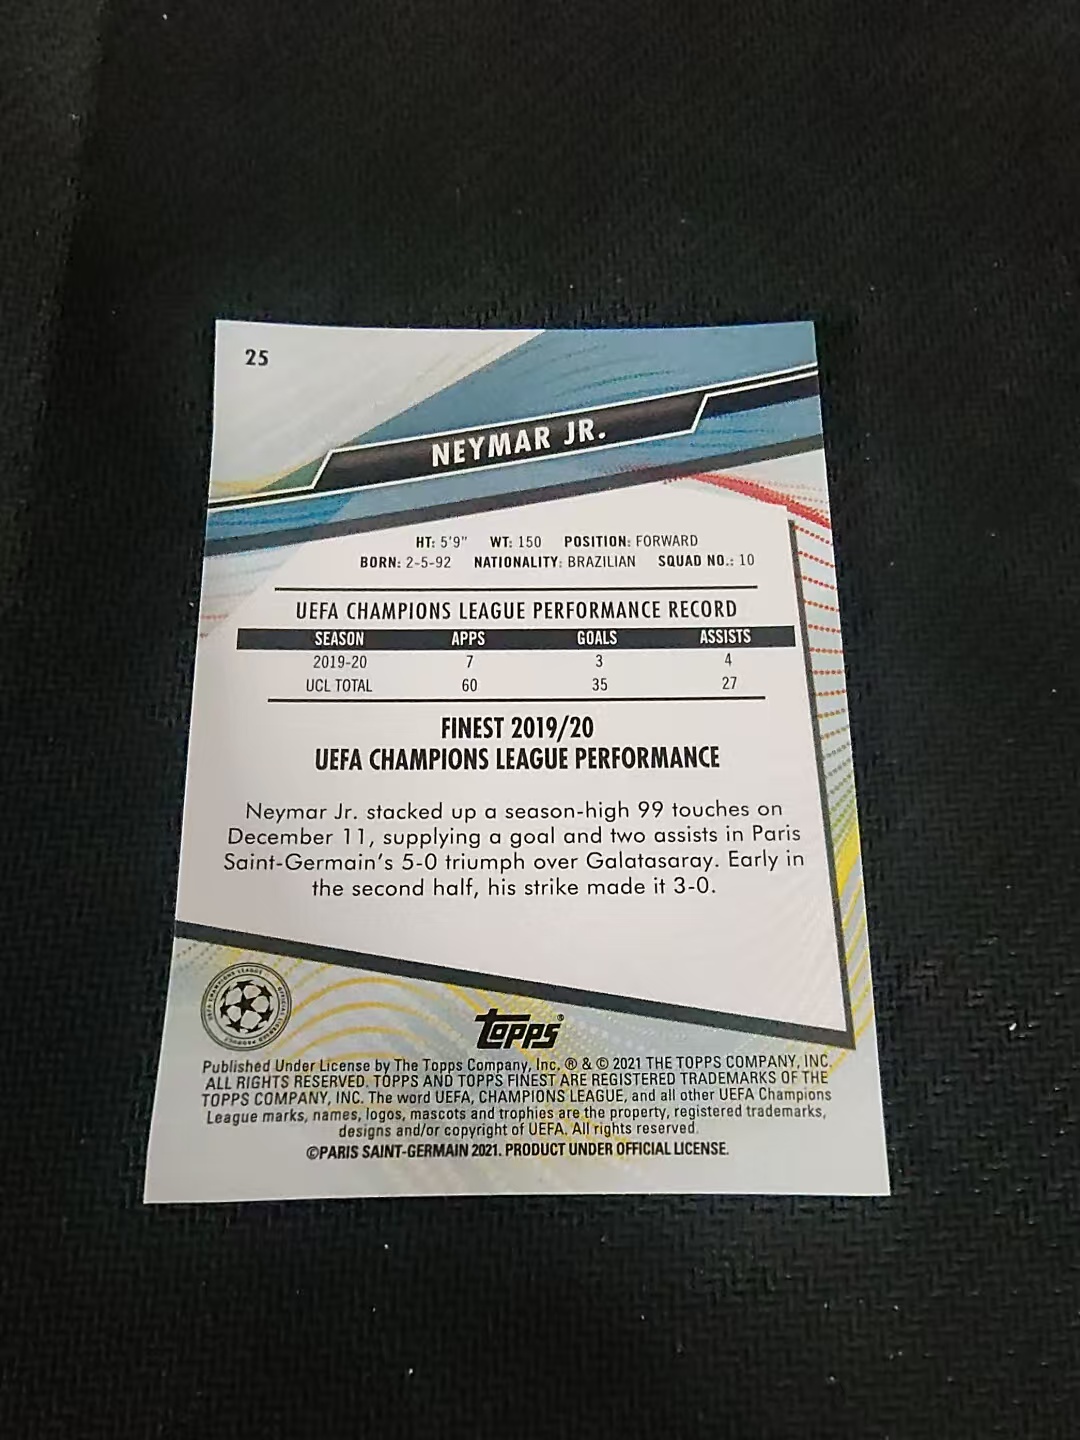 25
NEYMAR JR.
HT: 5'9" WT: 150 POSITION: FORWARD
BORN: 2-5-92 NATIONALITY: BRAZILIAN SQUAD NO.: 10
UEFA CHAMPIONS LEAGUE PERFORMANCE RECORD
SEASON APPS GOALS ASSISTS
2019-20 7 3 4
UCL TOTAL 60 35 27
FINEST 2019/20
UEFA CHAMPIONS LEAGUE PERFORMANCE
Neymar Jr. stacked up a season-high 99 touches on
December 11, supplying a goal and two assists in Paris
Saint-Germain's 5-0 triumph over Galatasaray. Early in
the second half, his strike made it 3-0.
UEFA CHAMPIONS LEAGUE OFFICIAL LICENSED PRODUCT
Topps®
Published Under License by The Topps Company, Inc. ® & © 2021 THE TOPPS COMPANY, INC.
ALL RIGHTS RESERVED. TOPPS AND TOPPS FINEST ARE REGISTERED TRADEMARKS OF THE
TOPPS COMPANY, INC. The word UEFA, CHAMPIONS LEAGUE, and all other UEFA Champions
League marks, names, logos, mascots and trophies are the property, registered trademarks,
designs and/or copyright of UEFA. All rights reserved.
©PARIS SAINT-GERMAIN 2021. PRODUCT UNDER OFFICIAL LICENSE.